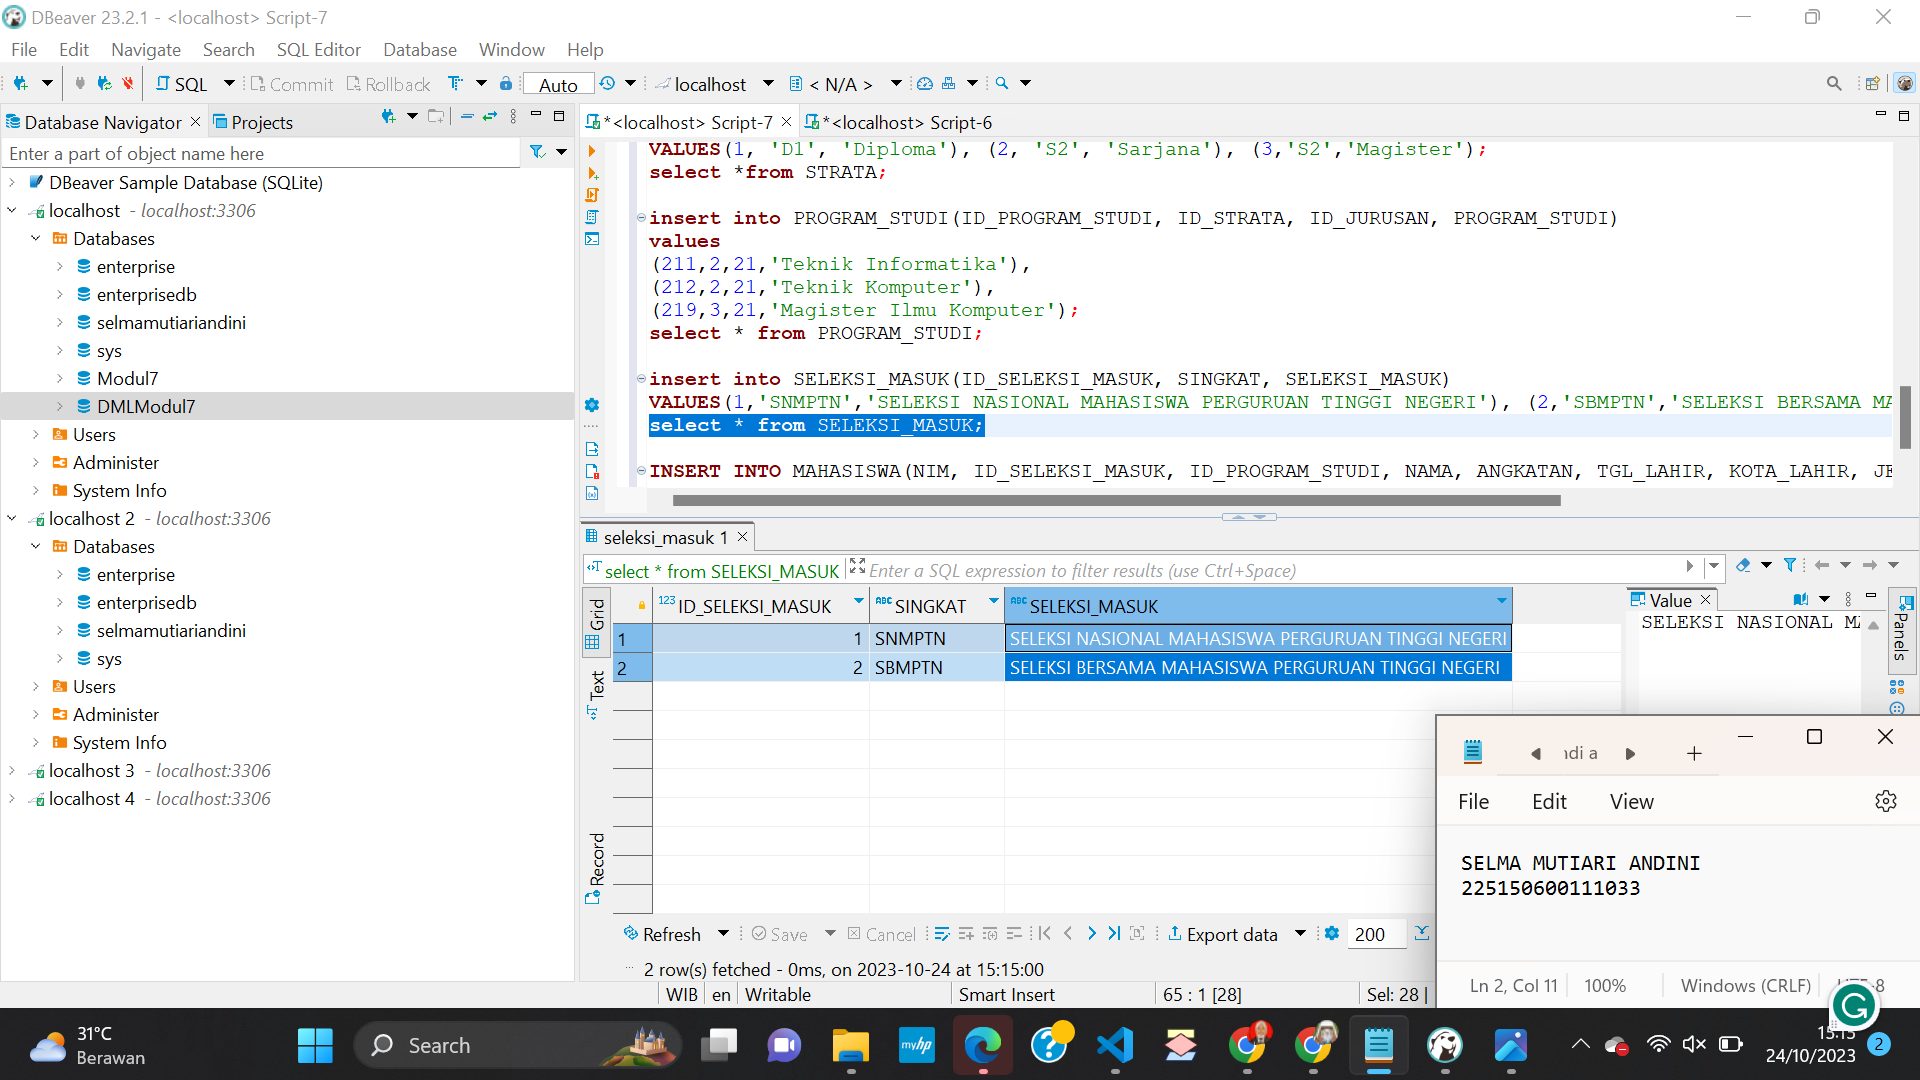 DBeaver 23.2.1 - <localhost> Script-7
File Edit Navigate Search SQL Editor Database Window Help
SQL Commit Rollback Auto localhost < N/A >
Database Navigator Projects
Enter a part of object name here
DBeaver Sample Database (SQLite)
localhost - localhost:3306
Databases
enterprise
enterprisedb
selmamutiariandini
sys
Modul7
DMLModul7
Users
Administer
System Info
localhost 2 - localhost:3306
Databases
enterprise
enterprisedb
selmamutiariandini
sys
Users
Administer
System Info
localhost 3 - localhost:3306
localhost 4 - localhost:3306
*<localhost> Script-7 *<localhost> Script-6
VALUES(1, 'D1', 'Diploma'), (2, 'S2', 'Sarjana'), (3,'S2','Magister');
select *from STRATA;
insert into PROGRAM_STUDI(ID_PROGRAM_STUDI, ID_STRATA, ID_JURUSAN, PROGRAM_STUDI)
values
(211,2,21,'Teknik Informatika'),
(212,2,21,'Teknik Komputer'),
(219,3,21,'Magister Ilmu Komputer');
select * from PROGRAM_STUDI;
insert into SELEKSI_MASUK(ID_SELEKSI_MASUK, SINGKAT, SELEKSI_MASUK)
VALUES(1,'SNMPTN','SELEKSI NASIONAL MAHASISWA PERGURUAN TINGGI NEGERI'), (2,'SBMPTN','SELEKSI BERSAMA MA
select * from SELEKSI_MASUK;
INSERT INTO MAHASISWA(NIM, ID_SELEKSI_MASUK, ID_PROGRAM_STUDI, NAMA, ANGKATAN, TGL_LAHIR, KOTA_LAHIR, JE
seleksi_masuk 1
select * from SELEKSI_MASUK Enter a SQL expression to filter results (use Ctrl+Space)
Grid
Text
Record
123 ID_SELEKSI_MASUK ABC SINGKAT ABC SELEKSI_MASUK
1 1 SNMPTN SELEKSI NASIONAL MAHASISWA PERGURUAN TINGGI NEGERI
2 2 SBMPTN SELEKSI BERSAMA MAHASISWA PERGURUAN TINGGI NEGERI
Value
SELEKSI NASIONAL MA
Panels
Refresh Save Cancel Export data 200
2 row(s) fetched - 0ms, on 2023-10-24 at 15:15:00
WIB en Writable Smart Insert 65 : 1 [28] Sel: 28 |
ndi a
File Edit View
SELMA MUTIARI ANDINI
225150600111033
Ln 2, Col 11 100% Windows (CRLF)
31°C
Berawan
Search
myhp
24/10/2023
2